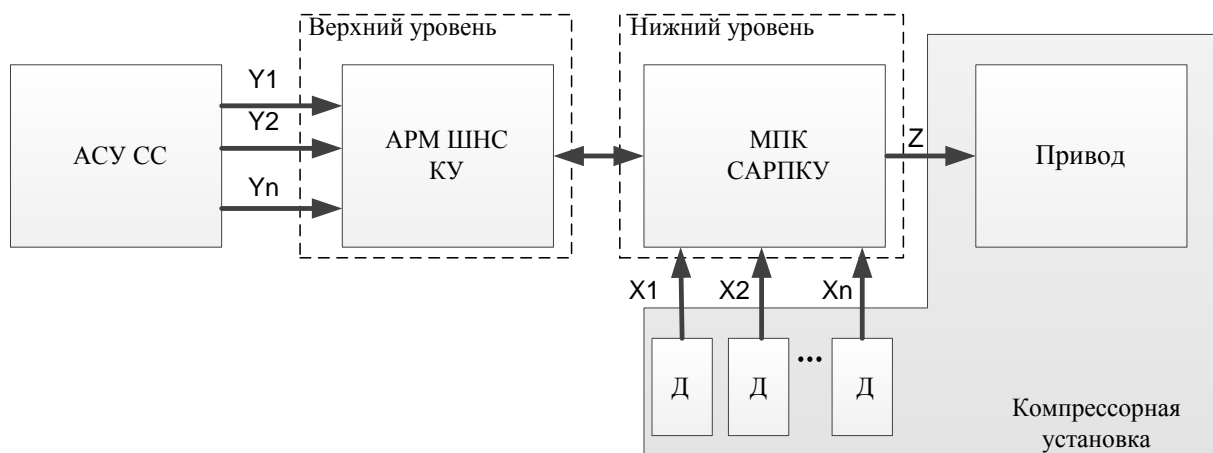 Верхний уровень
Нижний уровень
АСУ СС
Y1
Y2
Yn
АРМ ШНС
КУ
МПК
САРПКУ
Z
Привод
X1
X2
Xn
Д
Д
...
Д
Компрессорная
установка